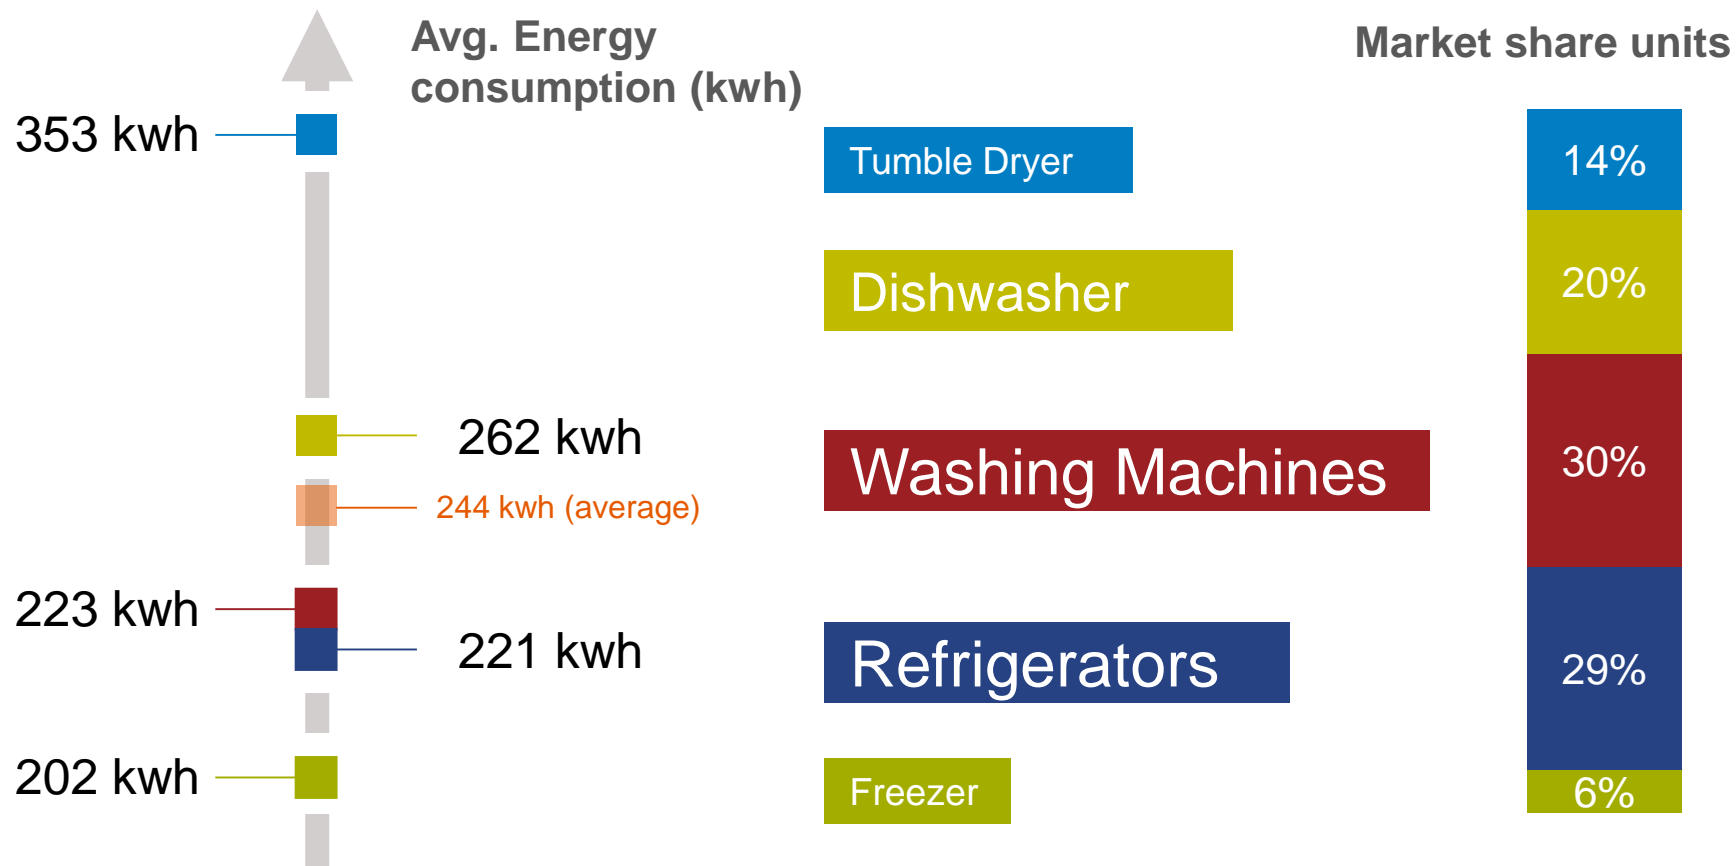 Avg. Energy
consumption (kwh)
Market share units
353 kwh
Tumble Dryer
14%
Dishwasher
20%
262 kwh
Washing Machines
30%
244 kwh (average)
223 kwh
221 kwh
Refrigerators
29%
202 kwh
Freezer
6%